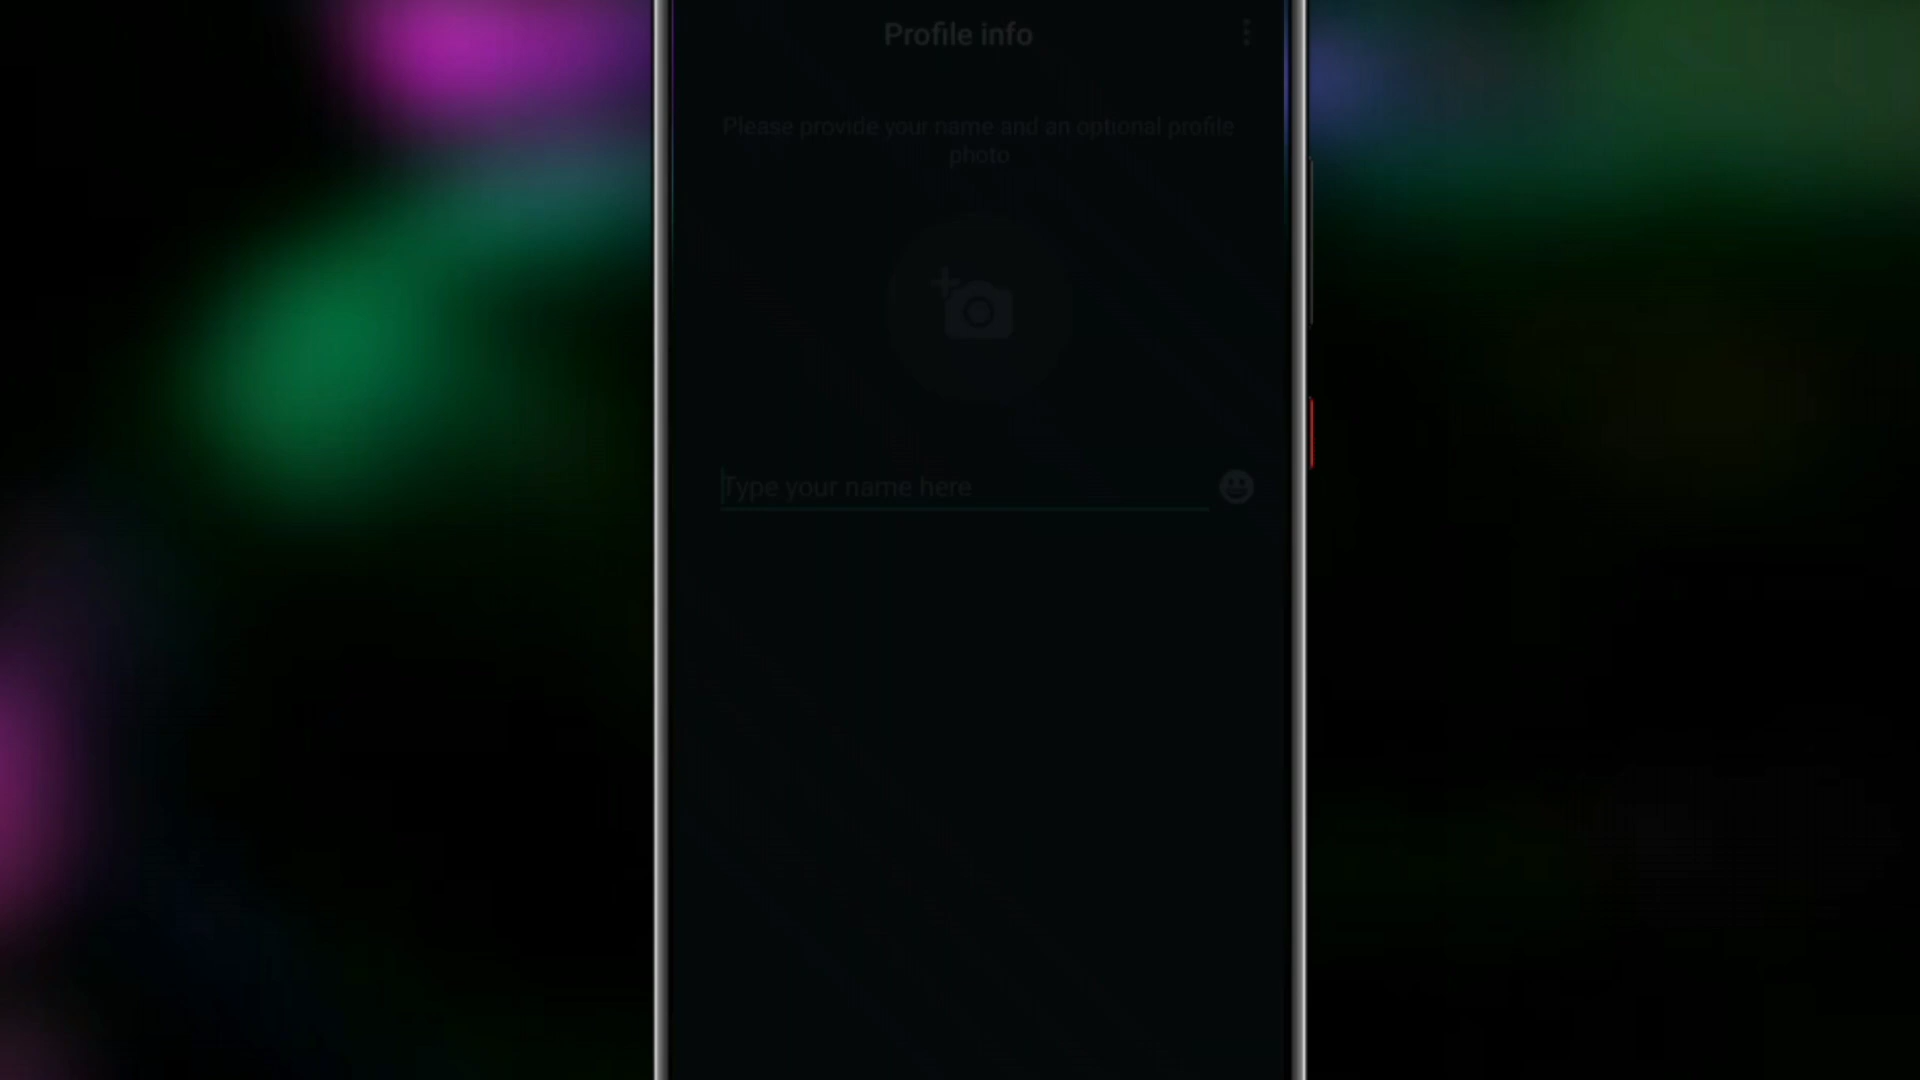 Profile info
Please provide your name and an optional profile
photo
Type your name here